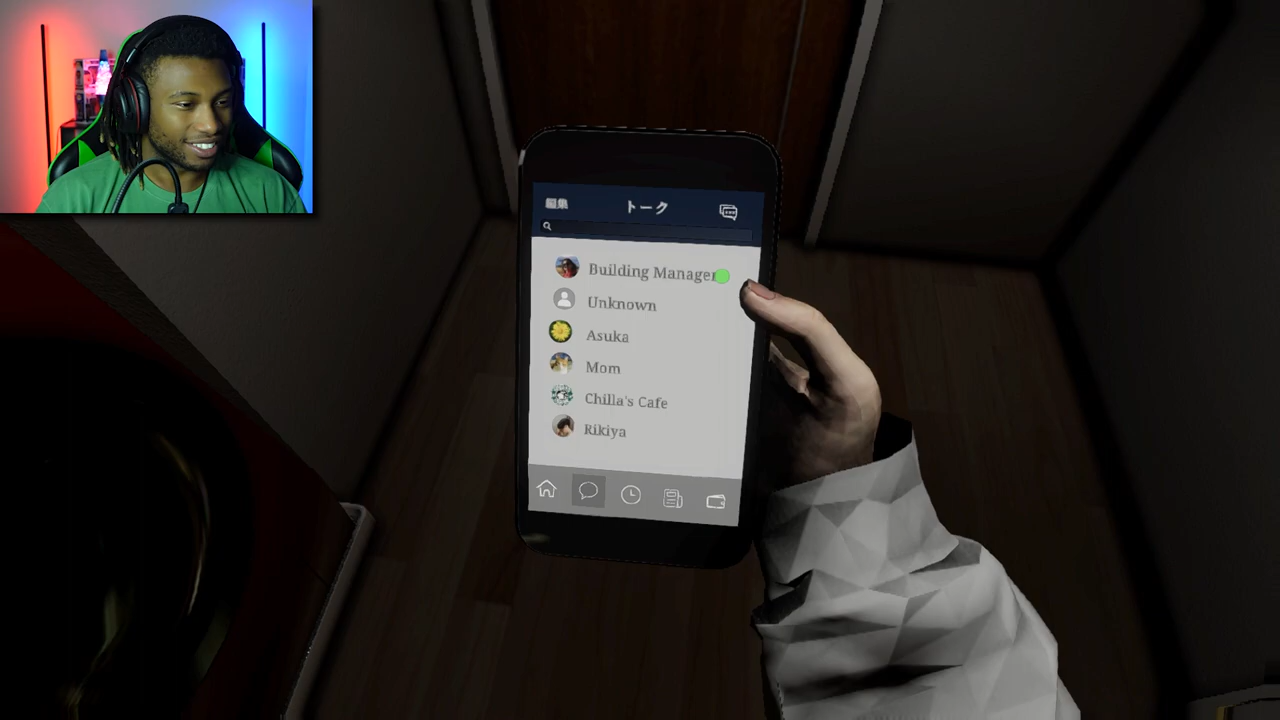 編集 トーク
Building Manager
Unknown
Asuka
Mom
Chilla's Cafe
Rikiya